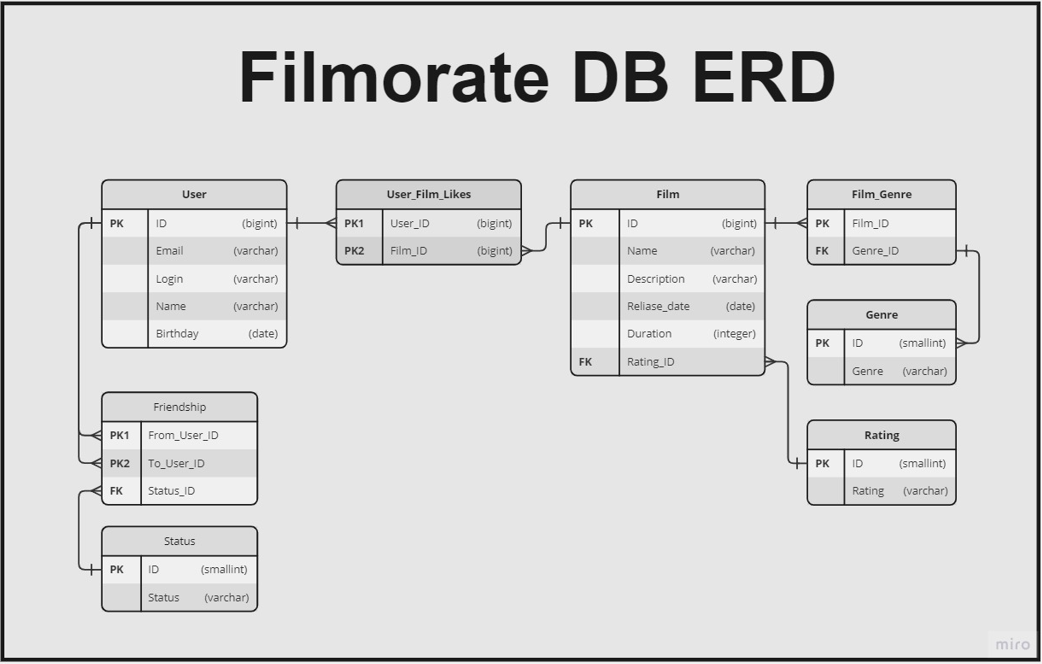 Filmorate DB ERD
User
PK ID (bigint)
Email (varchar)
Login (varchar)
Name (varchar)
Birthday (date)
User_Film_Likes
PK1 User_ID (bigint)
PK2 Film_ID (bigint)
Film
PK ID (bigint)
Name (varchar)
Description (varchar)
Reliase_date (date)
Duration (integer)
FK Rating_ID
Film_Genre
PK Film_ID
FK Genre_ID
Genre
PK ID (smallint)
Genre (varchar)
Rating
PK ID (smallint)
Rating (varchar)
Friendship
PK1 From_User_ID
PK2 To_User_ID
FK Status_ID
Status
PK ID (smallint)
Status (varchar)
miro